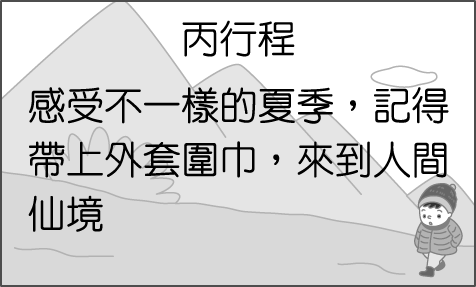 丙行程
感受不一樣的夏季，記得
帶上外套圍巾，來到人間
仙境